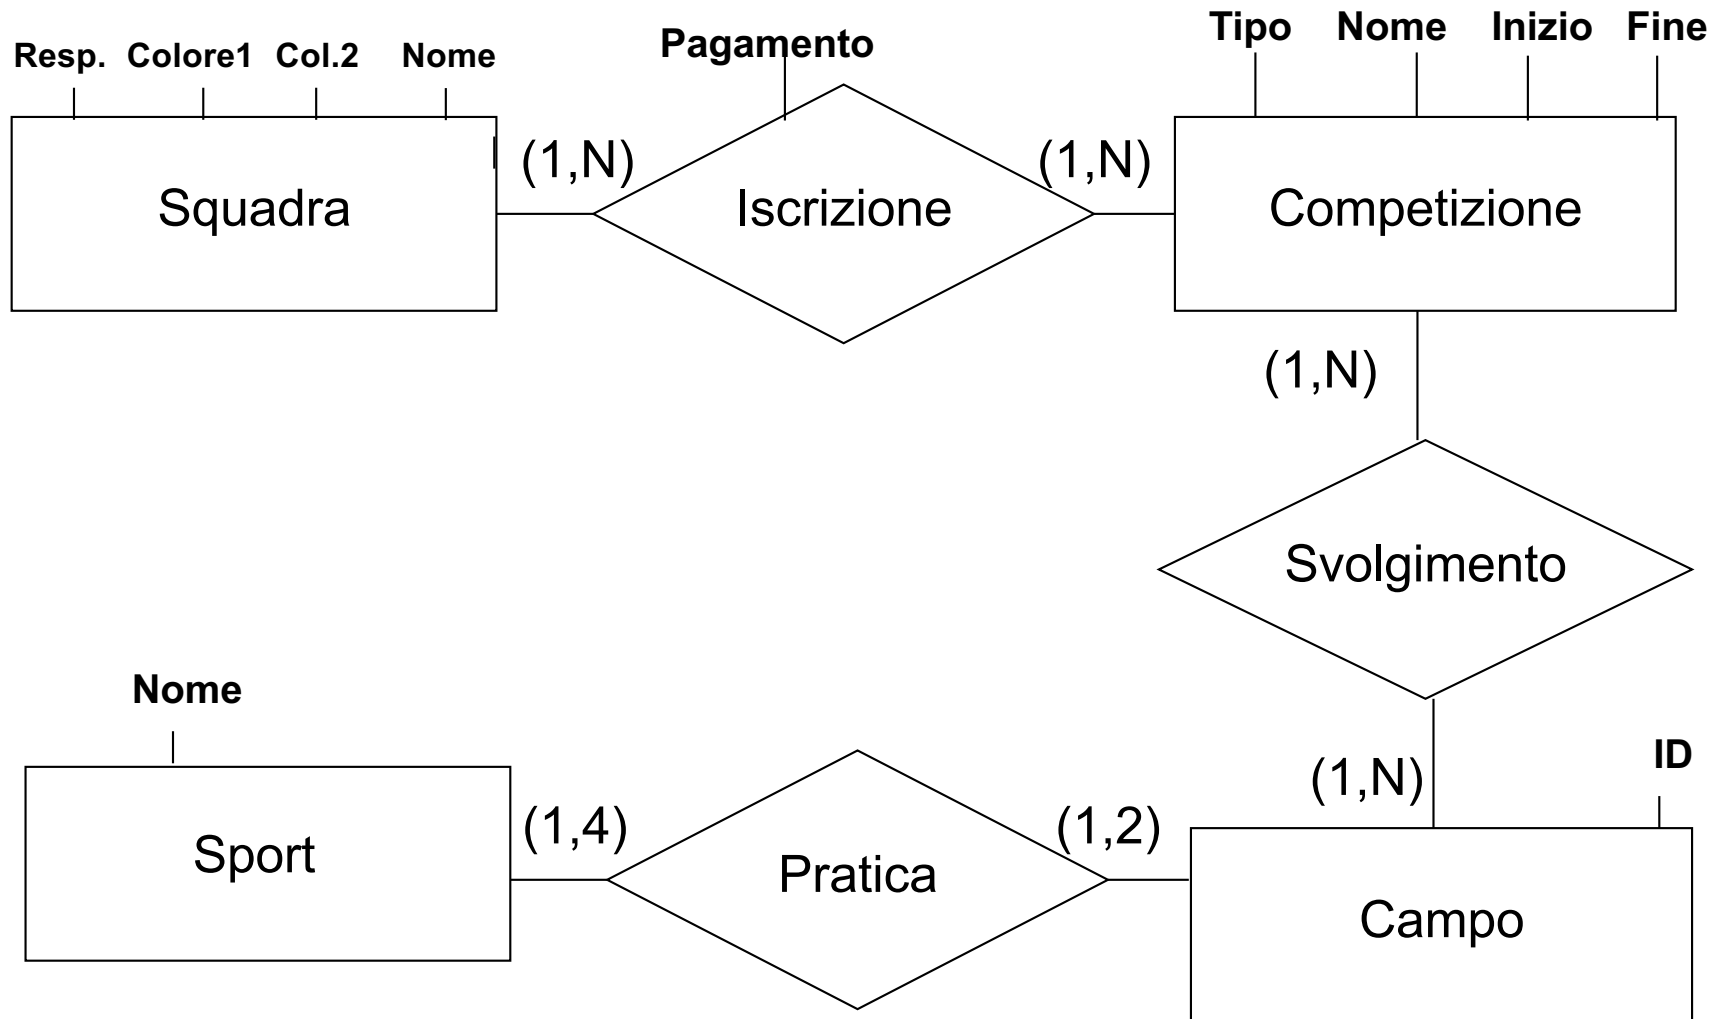 Resp. Colore1 Col.2 Nome
Pagamento
Tipo Nome Inizio Fine
(1,N)
(1,N)
Squadra
Iscrizione
Competizione
(1,N)
Svolgimento
Nome
ID
(1,N)
(1,4)
(1,2)
Sport
Pratica
Campo